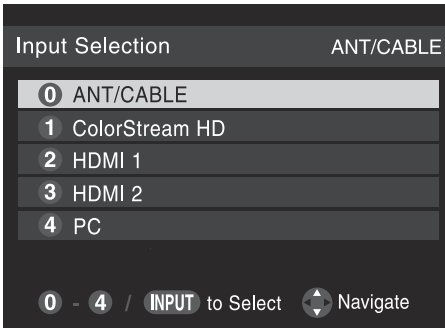 Input Selection ANT/CABLE
0 ANT/CABLE
1 ColorStream HD
2 HDMI 1
3 HDMI 2
4 PC
0 - 4 / INPUT to Select Navigate